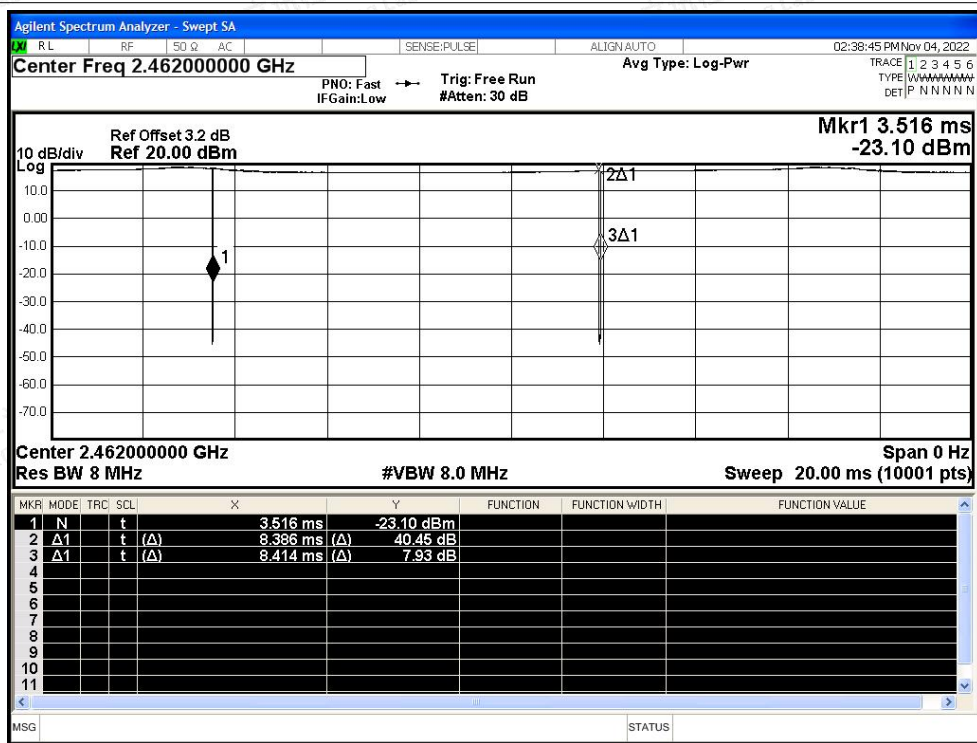 Agilent Spectrum Analyzer - Swept SA
LXI RL RF 50 Ω AC SENSE:PULSE ALIGN AUTO 02:38:45 PM Nov 04, 2022
Center Freq 2.462000000 GHz Avg Type: Log-Pwr TRACE 1 2 3 4 5 6
PNO: Fast Trig: Free Run TYPE WWWWWW
IFGain:Low #Atten: 30 dB DET P N N N N N
Mkr1 3.516 ms
Ref Offset 3.2 dB
10 dB/div Ref 20.00 dBm -23.10 dBm
Log
2Δ1
10.0
0.00
3Δ1
-10.0
1
-20.0
-30.0
-40.0
-50.0
-60.0
-70.0
Center 2.462000000 GHz Span 0 Hz
Res BW 8 MHz #VBW 8.0 MHz Sweep 20.00 ms (10001 pts)
MKR MODE TRC SCL X Y FUNCTION FUNCTION WIDTH FUNCTION VALUE
1 N t 3.516 ms -23.10 dBm
2 Δ1 t (Δ) 8.386 ms (Δ) 40.45 dB
3 Δ1 t (Δ) 8.414 ms (Δ) 7.93 dB
4
5
6
7
8
9
10
11
MSG STATUS